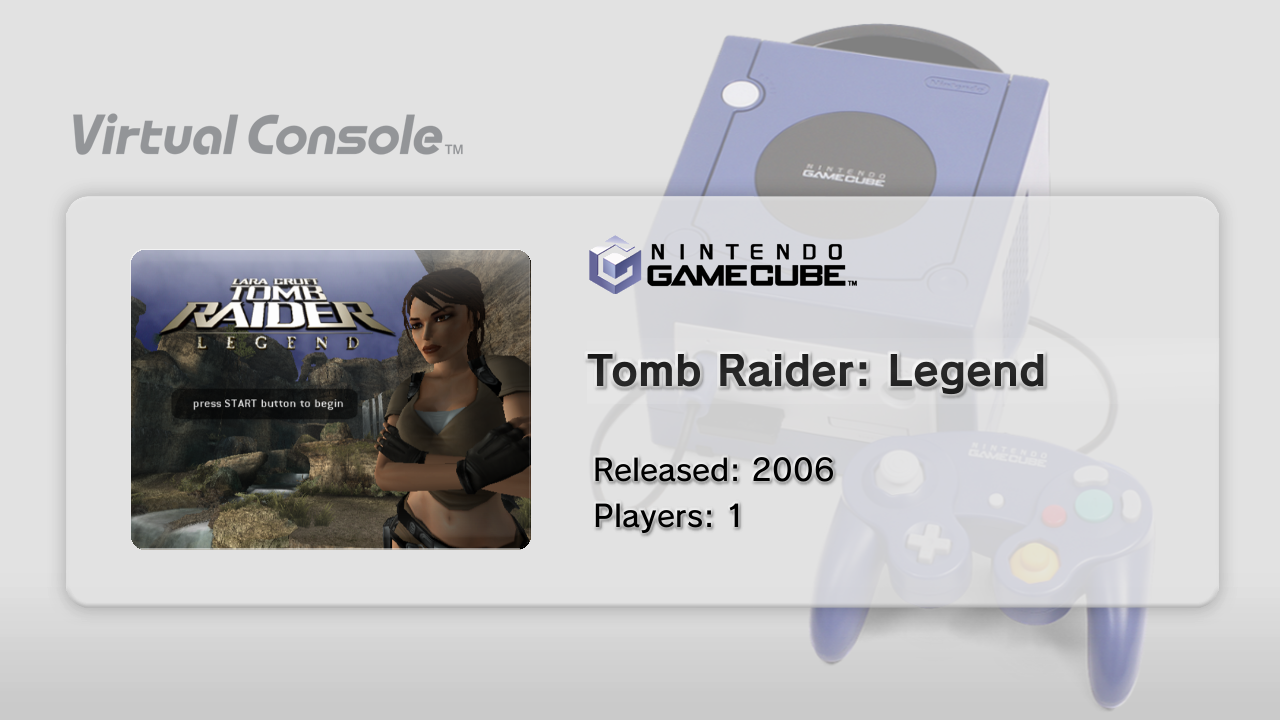 Nintendo
NINTENDO
GAMECUBE
Virtual Console™
NINTENDO
GAMECUBE™
LARA CROFT
TOMB
RAIDER
LEGEND
press START button to begin
Tomb Raider: Legend
Released: 2006
Players: 1
NINTENDO
GAMECUBE